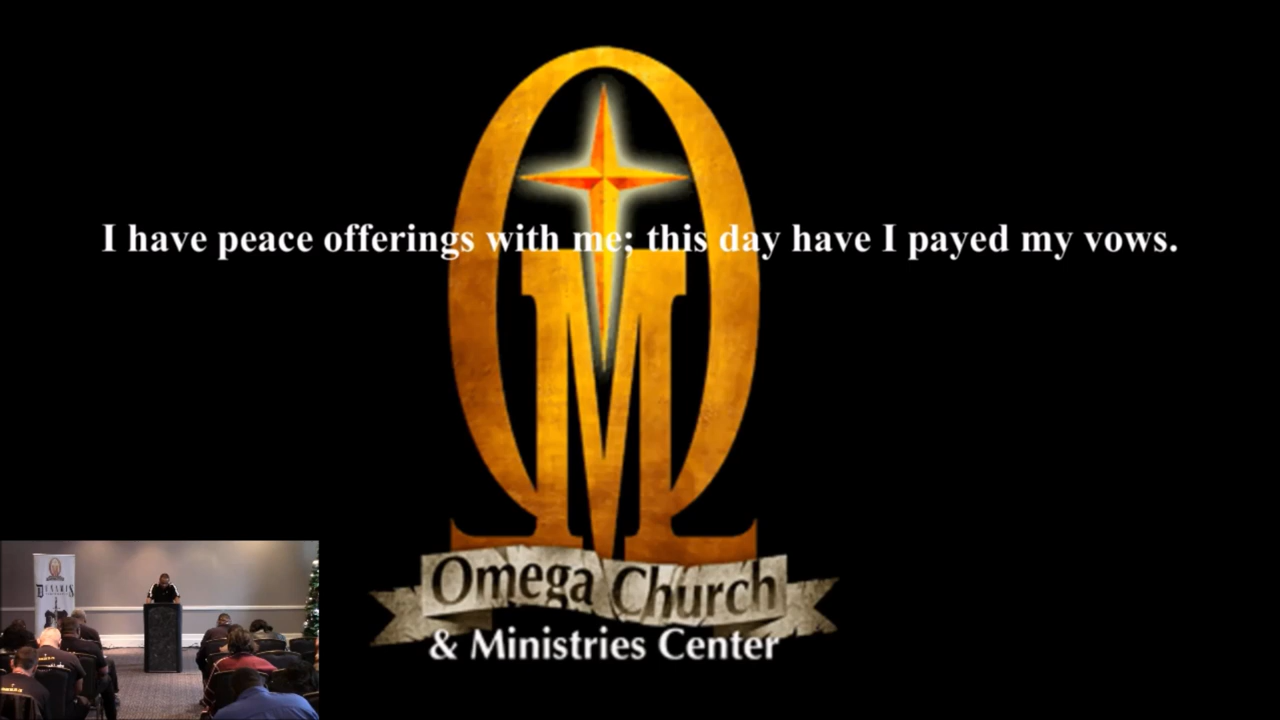 I have peace offerings with me; this day have I payed my vows.
Omega Church
& Ministries Center